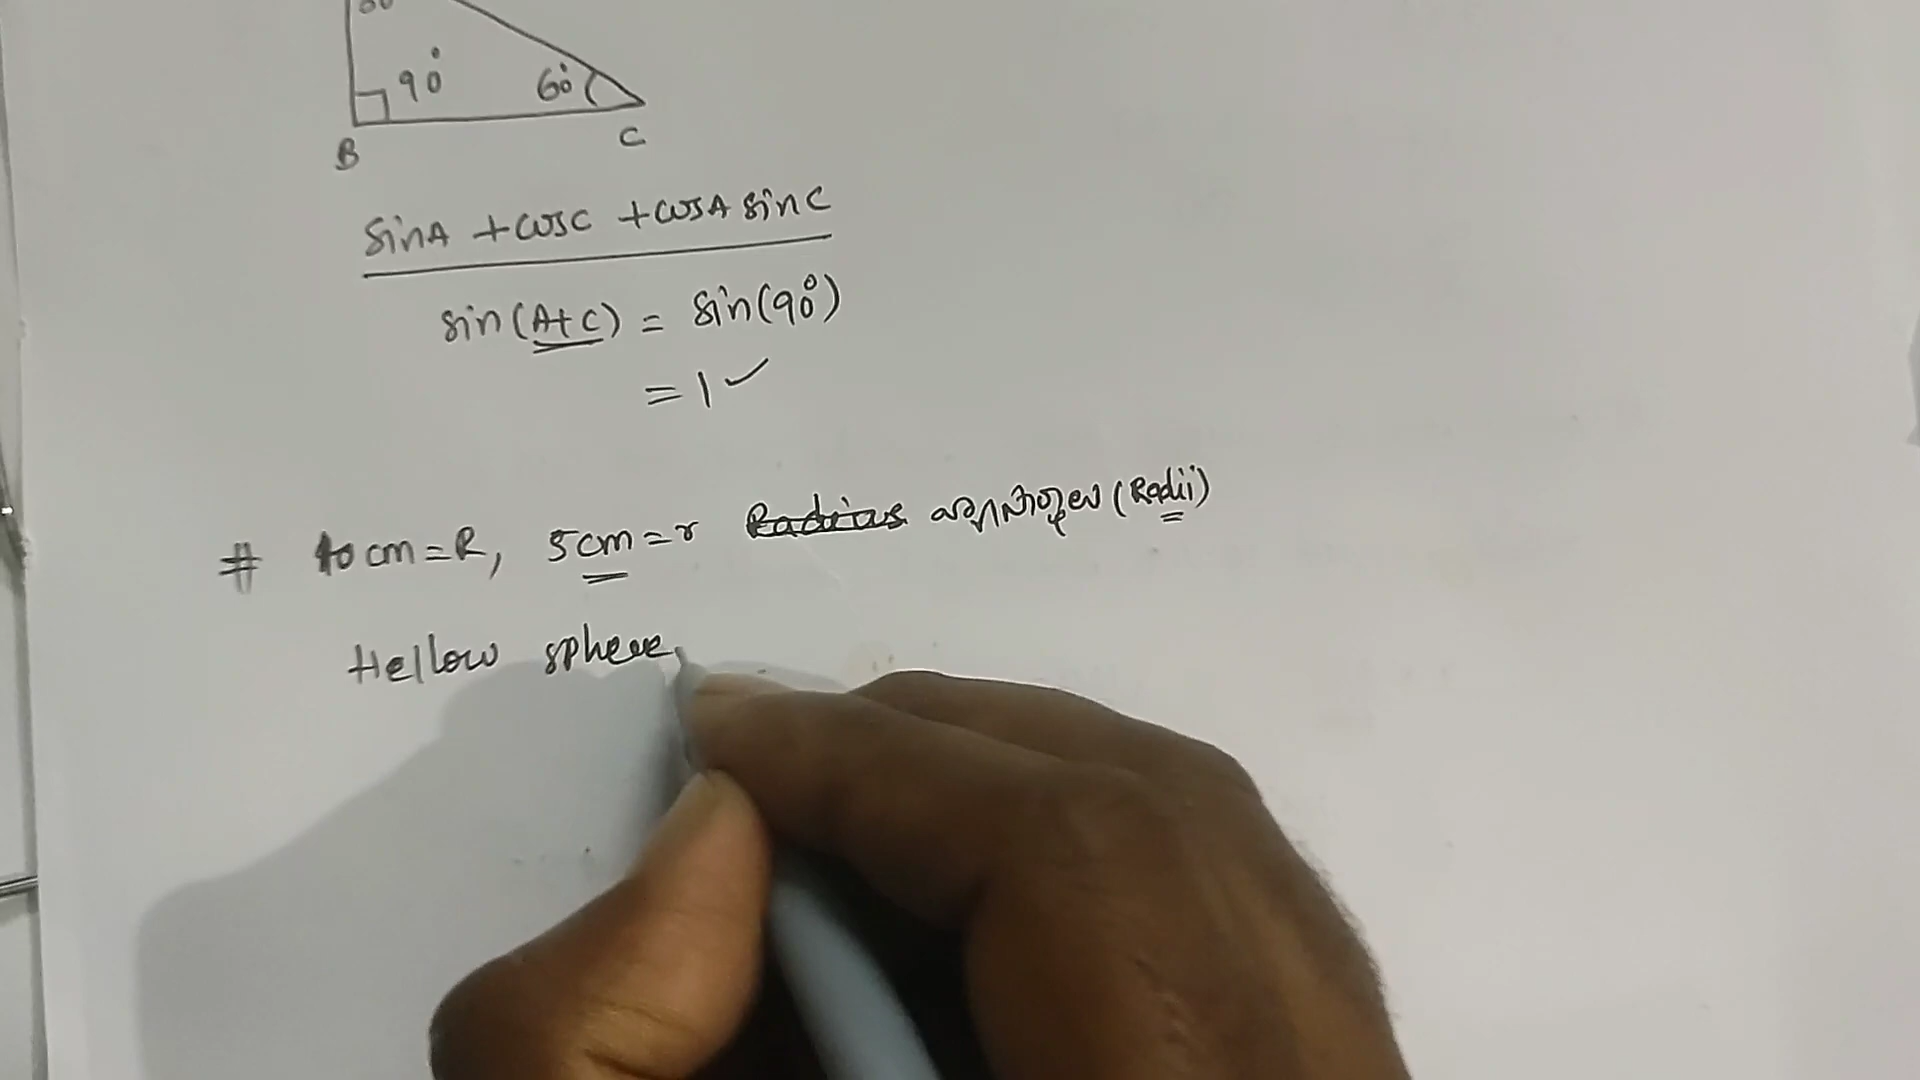 90°
60°
B
C
SinA + cosc + cosA sinc
sin(A+C) = sin(90°)
= 1 ✓
# 10 cm = R, 5cm = r Radius (Radii)
Hellow sphere